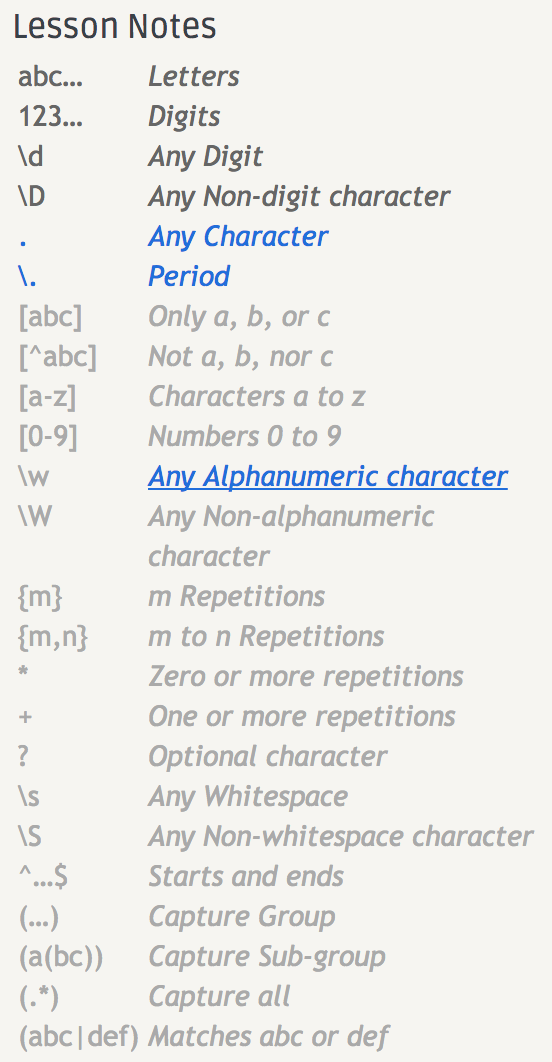 Lesson Notes
abc… Letters
123… Digits
\d Any Digit
\D Any Non-digit character
. Any Character
\. Period
[abc] Only a, b, or c
[^abc] Not a, b, nor c
[a-z] Characters a to z
[0-9] Numbers 0 to 9
\w Any Alphanumeric character
\W Any Non-alphanumeric
character
{m} m Repetitions
{m,n} m to n Repetitions
* Zero or more repetitions
+ One or more repetitions
? Optional character
\s Any Whitespace
\S Any Non-whitespace character
^…$ Starts and ends
(…) Capture Group
(a(bc)) Capture Sub-group
(.*) Capture all
(abc|def) Matches abc or def